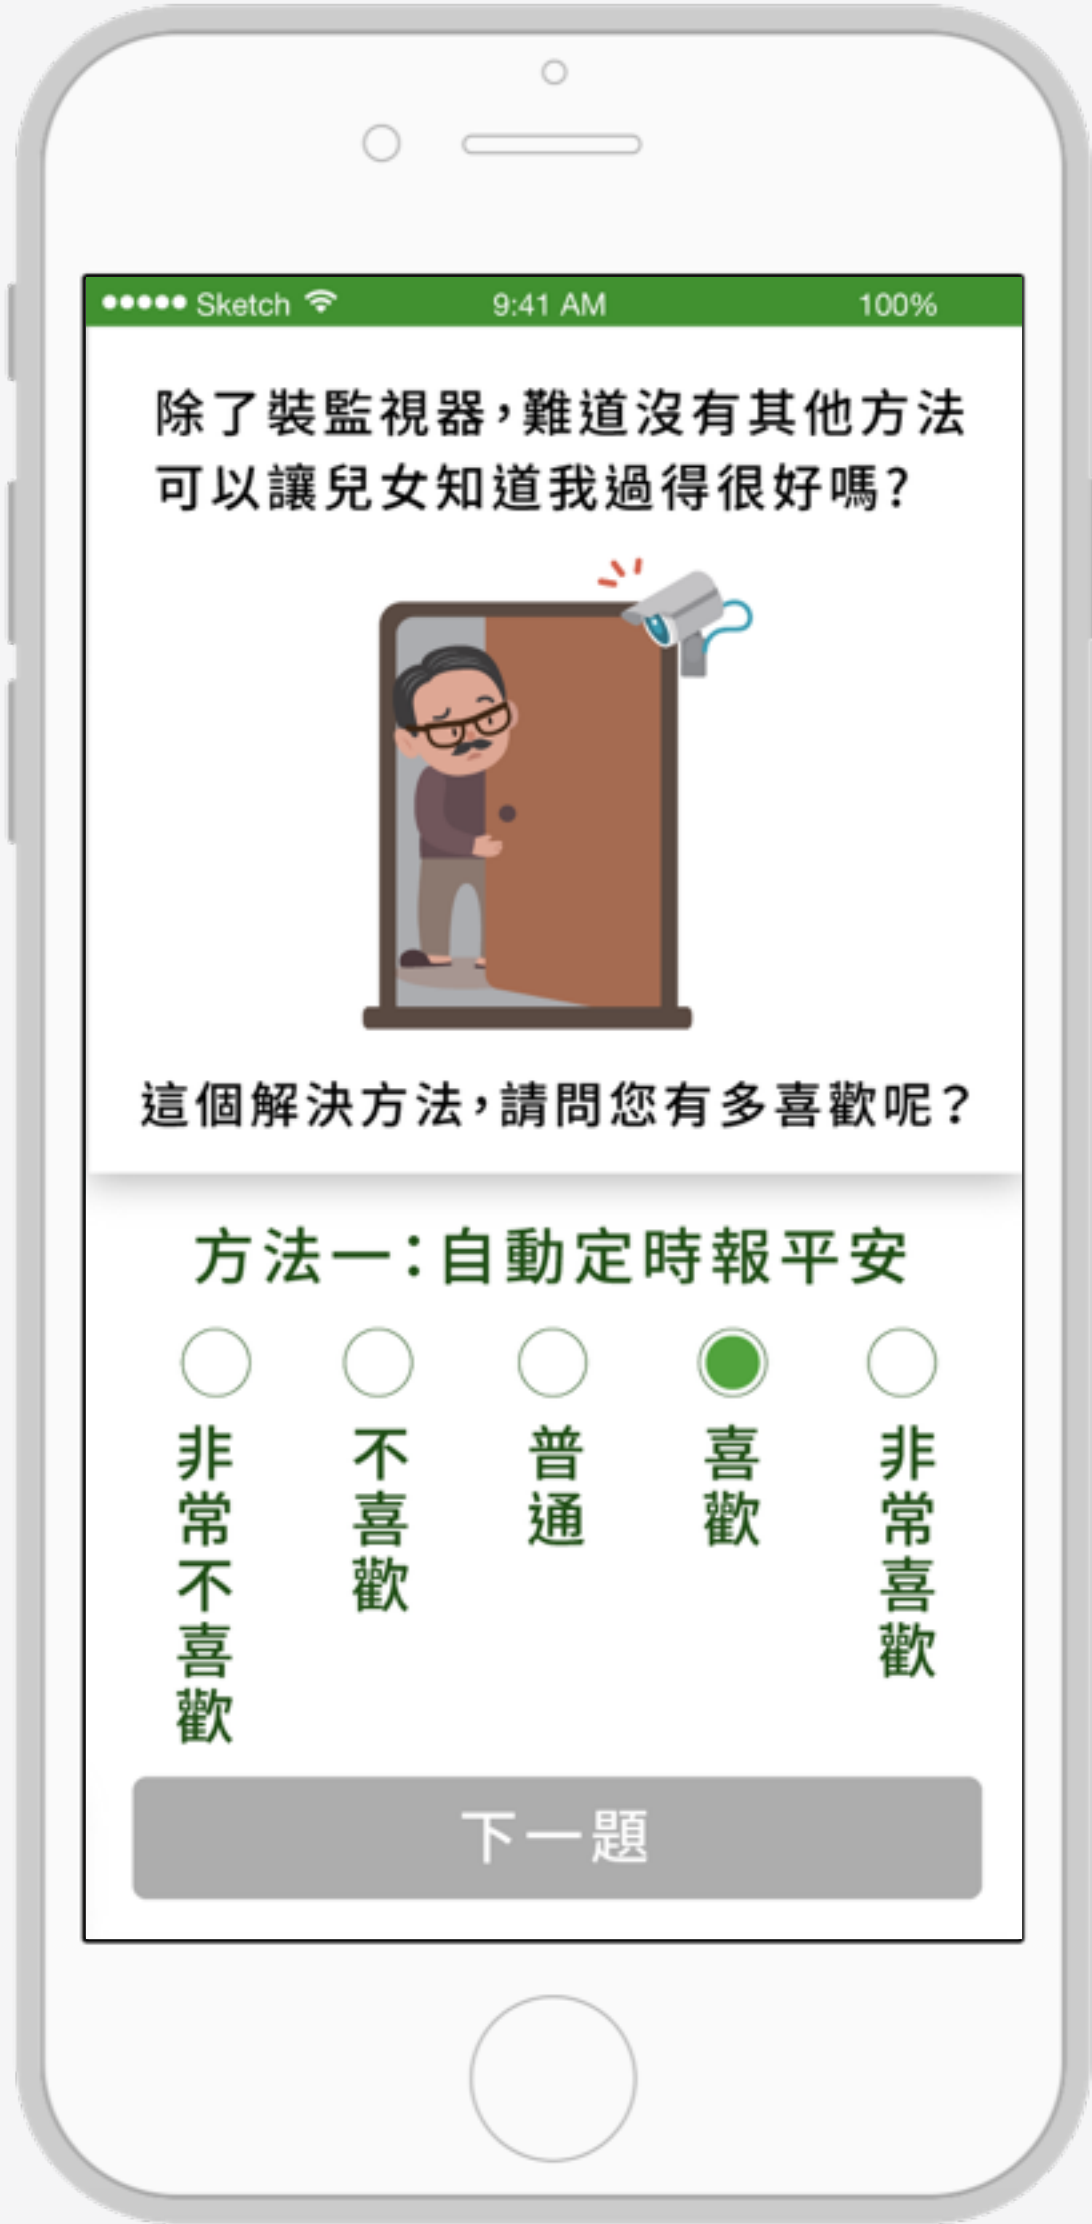 Sketch 9:41 AM 100%
除了裝監視器，難道沒有其他方法
可以讓兒女知道我過得很好嗎?
這個解決方法，請問您有多喜歡呢？
方法一：自動定時報平安
非常不喜歡
不喜歡
普通
喜歡
非常喜歡
下一題